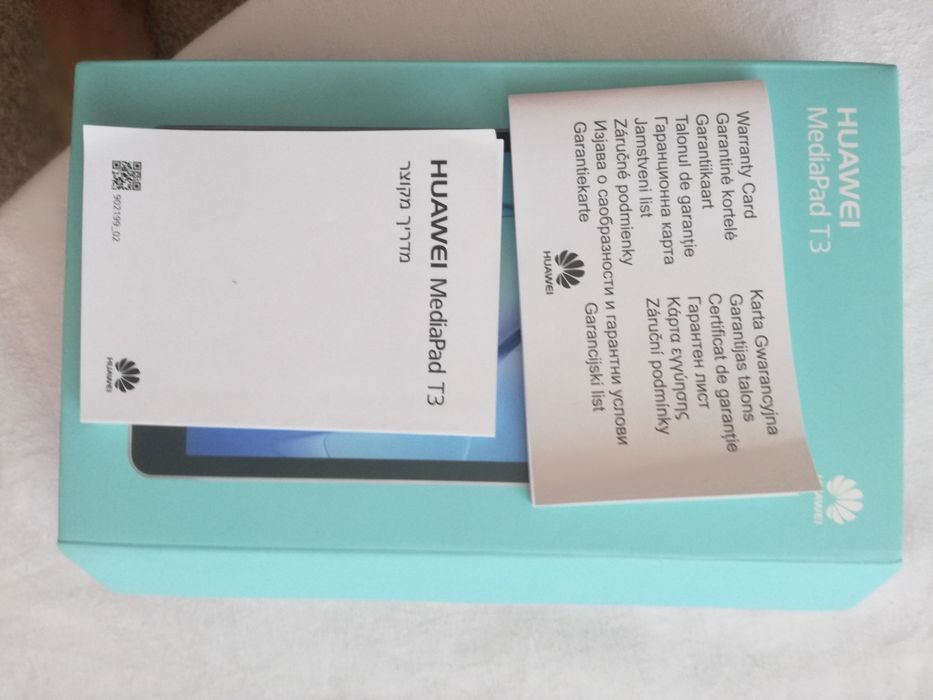 HUAWEI
MediaPad T3
HUAWEI
Warranty Card
Garantinė kortelė
Garantiikaart
Talonul de garanție
Гаранционна карта
Jamstveni list
Záručné podmienky
Изјава о саобразности и гарантни услови
Garantiekarte
Karta Gwarancyjna
Garantijas talons
Certificat de garanție
Гарантен лист
Κάρτα εγγύησης
Záruční podmínky
Garancijski list
HUAWEI
HUAWEI MediaPad T3
מדריך מקוצר
902199_02
HUAWEI